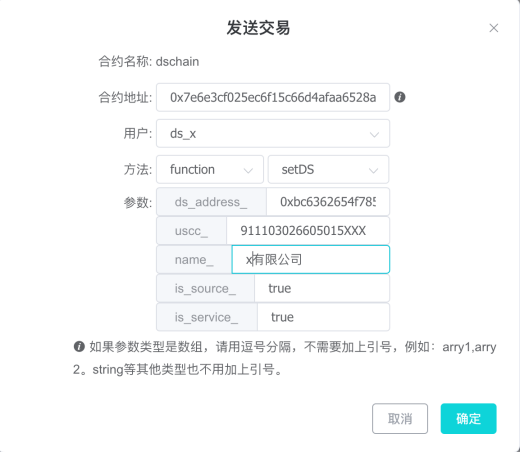 发送交易
合约名称: dschain
合约地址: 0x7e6e3cf025ec6f15c66d4afaa6528a
用户: ds_x
方法: function setDS
参数: ds_address_ 0xbc6362654f785
uscc_ 911103026605015XXX
name_ x有限公司
is_source_ true
is_service_ true
如果参数类型是数组，请用逗号分隔，不需要加上引号，例如：arry1,arry
2。string等其他类型也不用加上引号。
取消 确定